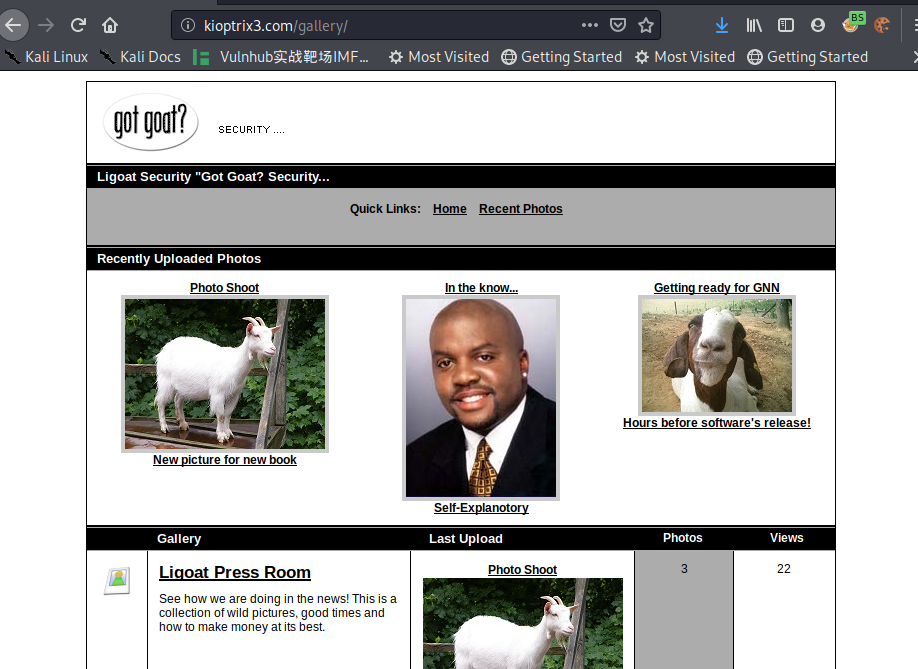 kioptrix3.com/gallery/
BS
Kali Linux Kali Docs Vulnhub实战靶场IMF... Most Visited Getting Started Most Visited Getting Started
got goat? SECURITY ....
Ligoat Security "Got Goat? Security...
Quick Links: Home Recent Photos
Recently Uploaded Photos
Photo Shoot In the know... Getting ready for GNN
Hours before software's release!
New picture for new book
Self-Explanotory
Gallery Last Upload Photos Views
Ligoat Press Room Photo Shoot 3 22
See how we are doing in the news! This is a
collection of wild pictures, good times and
how to make money at its best.